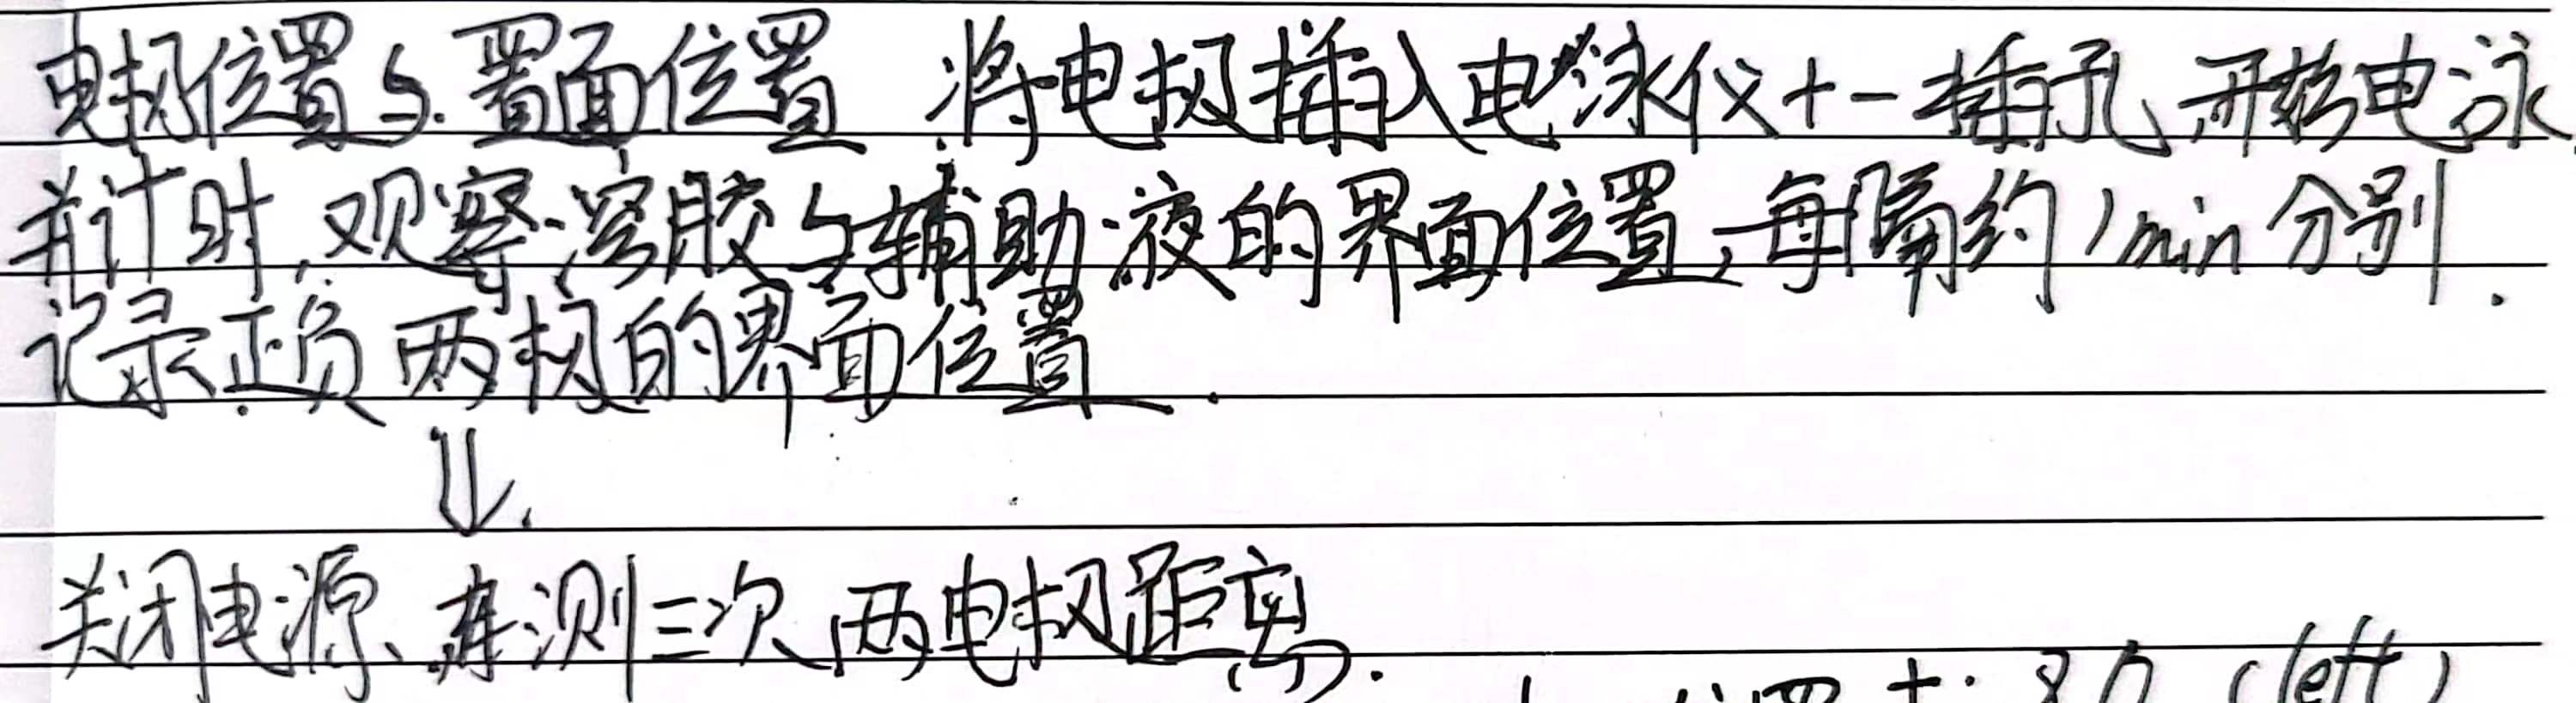 电极位置与界面位置 将电极插入电泳仪+-插孔,开始电泳,
并计时,观察溶胶与辅助液的界面位置,每隔约1min分别.
记录正负两极的界面位置.
⇓.
关闭电源、再测三次两电极距离.
(left)